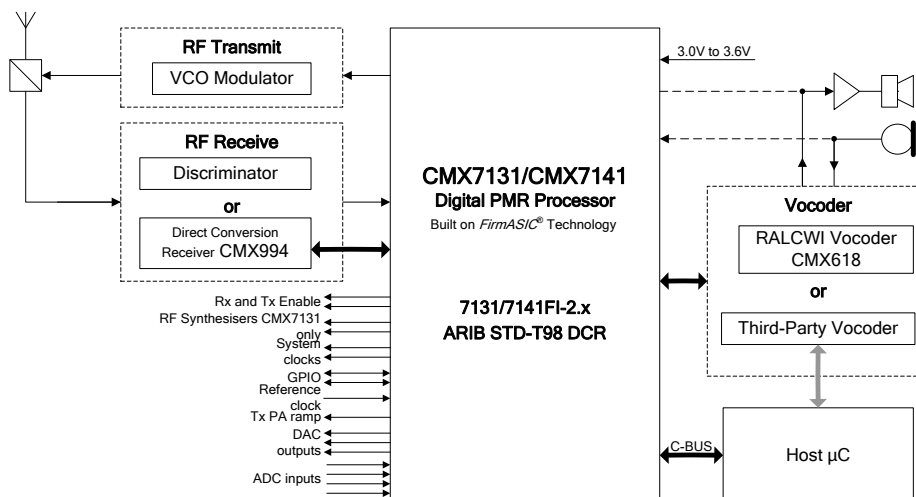 RF Transmit
VCO Modulator
RF Receive
Discriminator
or
Direct Conversion
Receiver CMX994
Rx and Tx Enable
RF Synthesisers CMX7131
only
System
clocks
GPIO
Reference
clock
Tx PA ramp
DAC
outputs
ADC inputs
CMX7131/CMX7141
Digital PMR Processor
Built on FirmASIC® Technology
7131/7141FI-2.x
ARIB STD-T98 DCR
3.0V to 3.6V
Vocoder
RALCWI Vocoder
CMX618
or
Third-Party Vocoder
C-BUS
Host µC